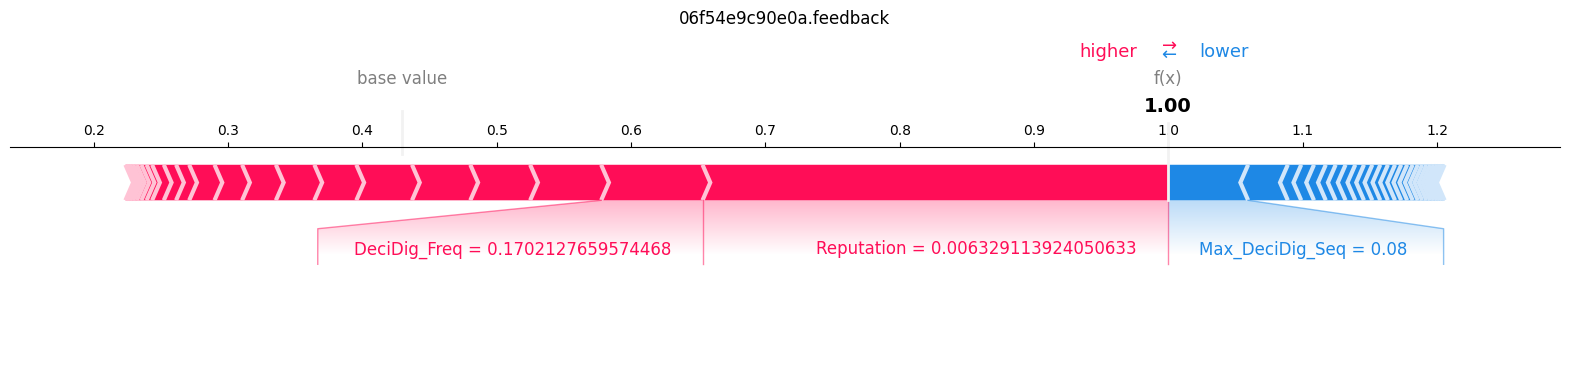 06f54e9c90e0a.feedback
higher → ← lower
base value f(x)
1.00
0.2 0.3 0.4 0.5 0.6 0.7 0.8 0.9 1.0 1.1 1.2
DeciDig_Freq = 0.1702127659574468 Reputation = 0.006329113924050633 Max_DeciDig_Seq = 0.08